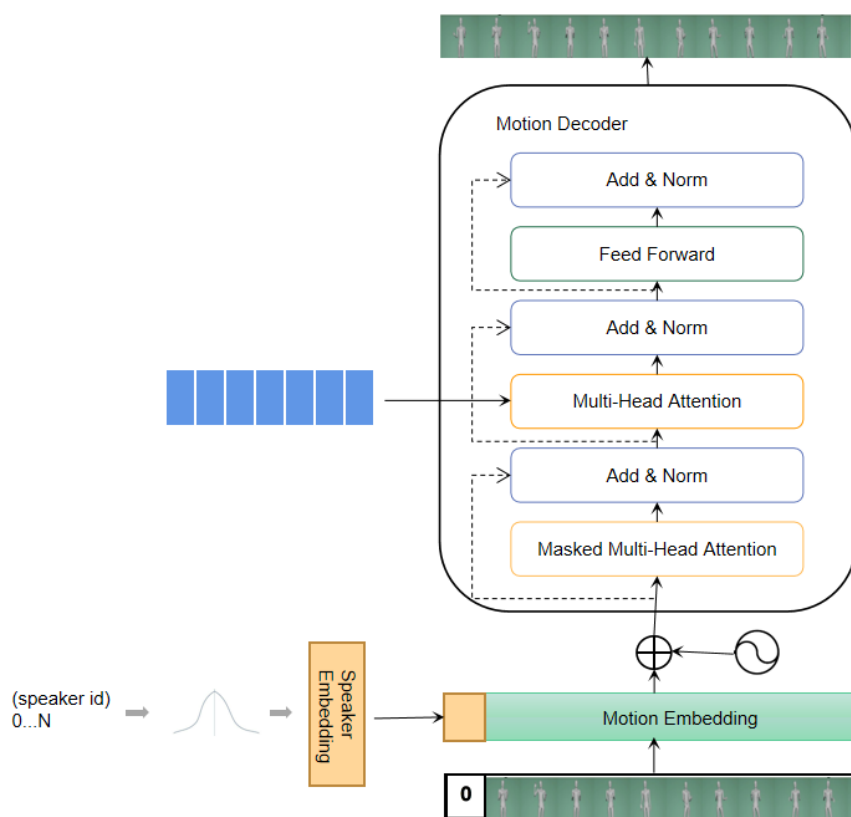 Motion Decoder
Add & Norm
Feed Forward
Add & Norm
Multi-Head Attention
Add & Norm
Masked Multi-Head Attention
(speaker id)
0...N
Speaker
Embedding
Motion Embedding
0